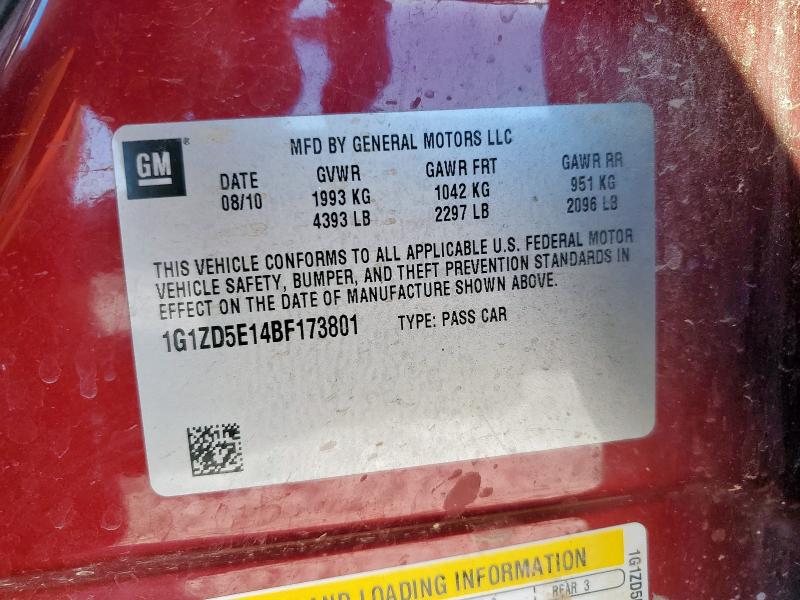 GM
MFD BY GENERAL MOTORS LLC
DATE GVWR GAWR FRT GAWR RR
08/10 1993 KG 1042 KG 951 KG
4393 LB 2297 LB 2096 LB
THIS VEHICLE CONFORMS TO ALL APPLICABLE U.S. FEDERAL MOTOR
VEHICLE SAFETY, BUMPER, AND THEFT PREVENTION STANDARDS IN
EFFECT ON THE DATE OF MANUFACTURE SHOWN ABOVE.
1G1ZD5E14BF173801 TYPE: PASS CAR
AND LOADING INFORMATION
REAR 3
1G1ZD5